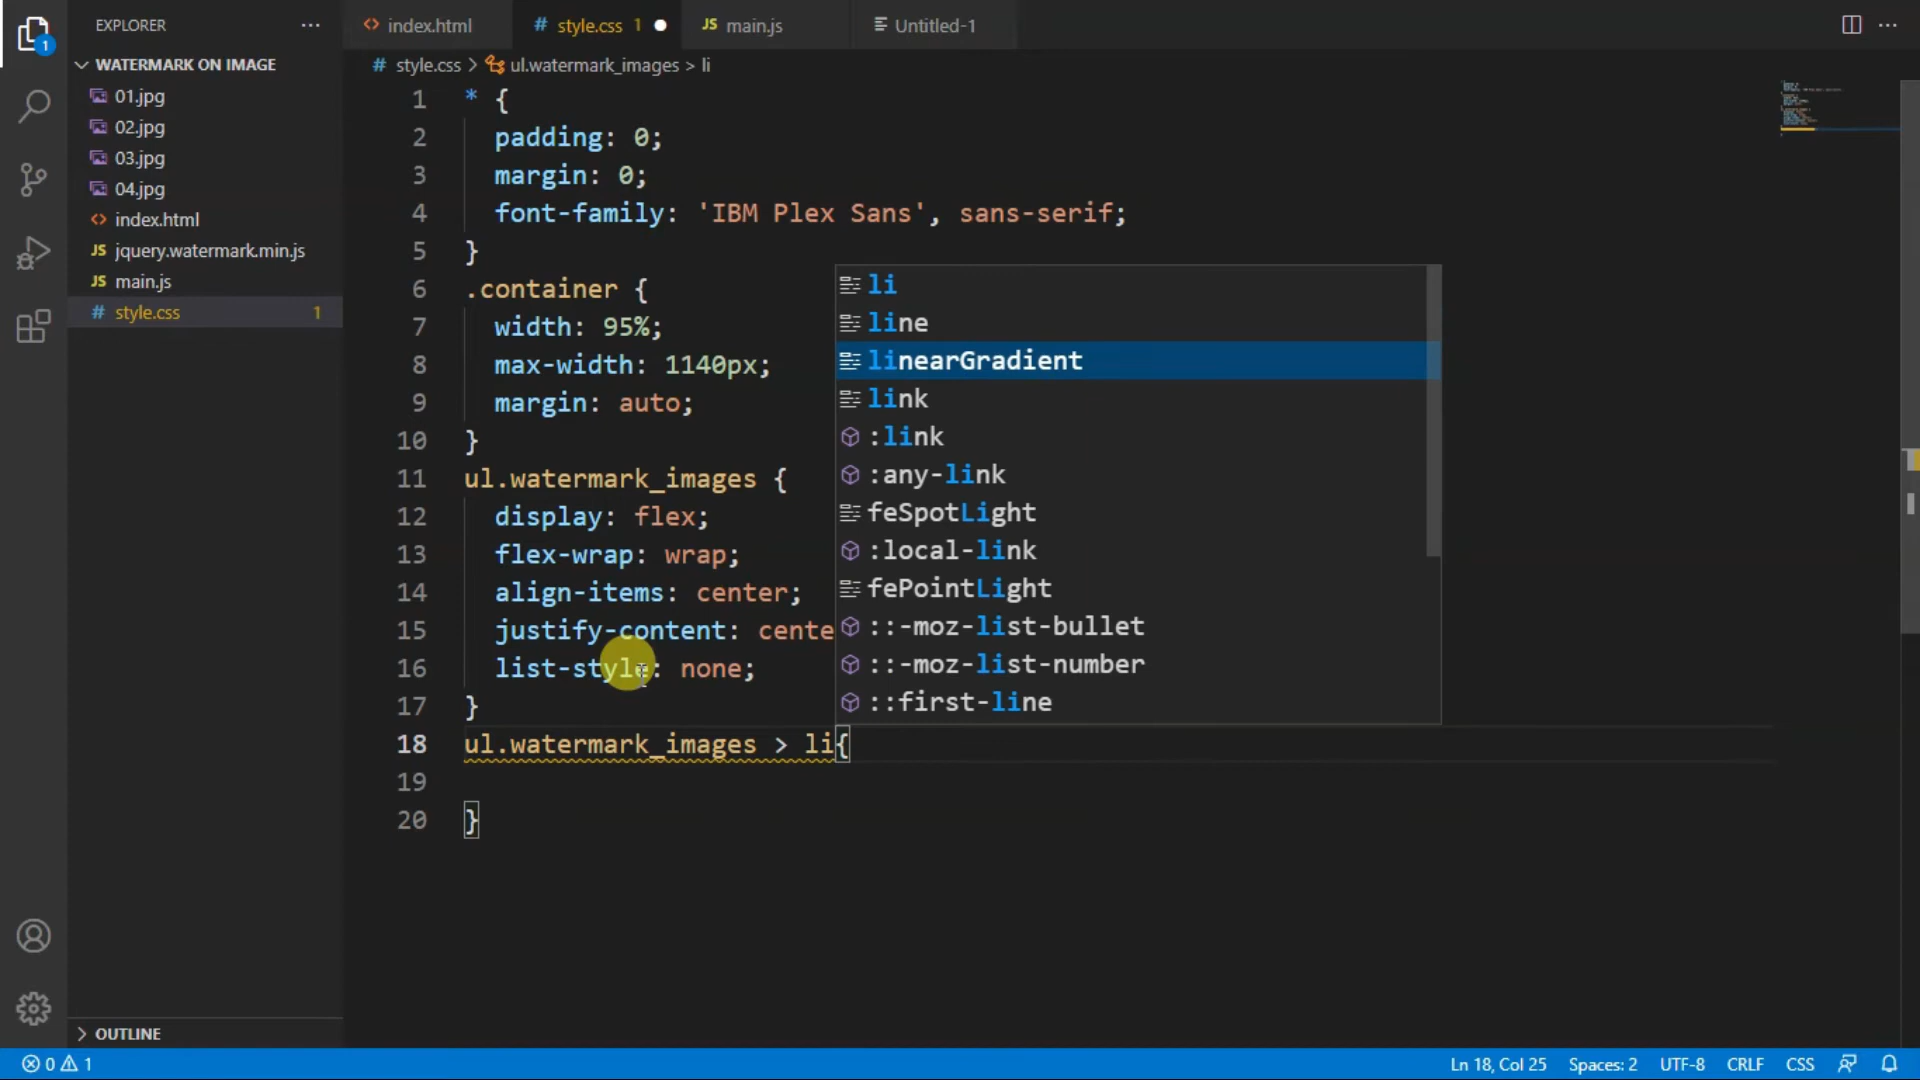 EXPLORER
index.html
style.css 1
JS main.js
Untitled-1
1
WATERMARK ON IMAGE
# style.css > ul.watermark_images > li
01.jpg
02.jpg
03.jpg
04.jpg
index.html
JS jquery.watermark.min.js
JS main.js
# style.css 1
1 * {
2 padding: 0;
3 margin: 0;
4 font-family: 'IBM Plex Sans', sans-serif;
5 }
6 .container {
7 width: 95%;
8 max-width: 1140px;
9 margin: auto;
10 }
11 ul.watermark_images {
12 display: flex;
13 flex-wrap: wrap;
14 align-items: center;
15 justify-content: cente
16 list-style: none;
17 }
18 ul.watermark_images > li{
19
20 }
li
line
linearGradient
link
:link
:any-link
feSpotLight
:local-link
fePointLight
::-moz-list-bullet
::-moz-list-number
::first-line
OUTLINE
0 1
Ln 18, Col 25
Spaces: 2
UTF-8
CRLF
CSS